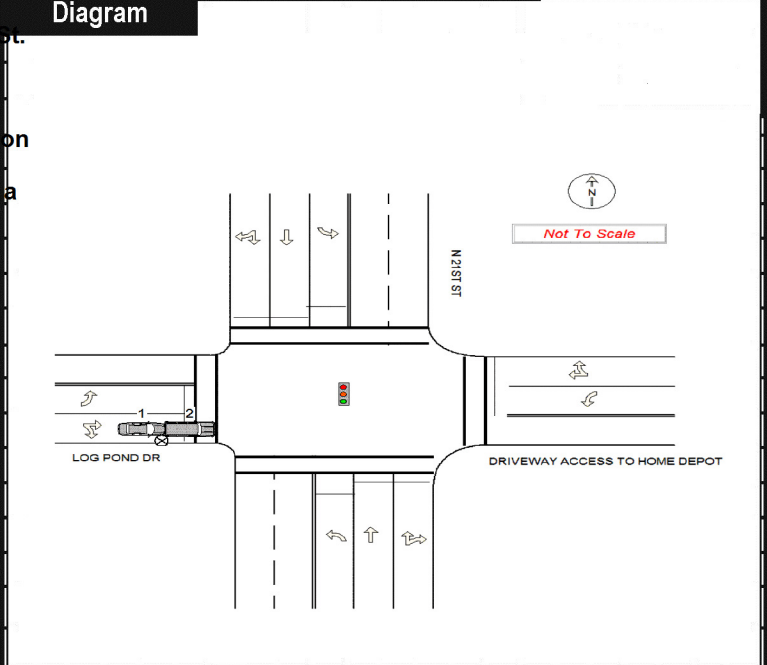 Diagram
St.
on
a
N
Not To Scale
N 21ST ST
1 2
LOG POND DR
DRIVEWAY ACCESS TO HOME DEPOT